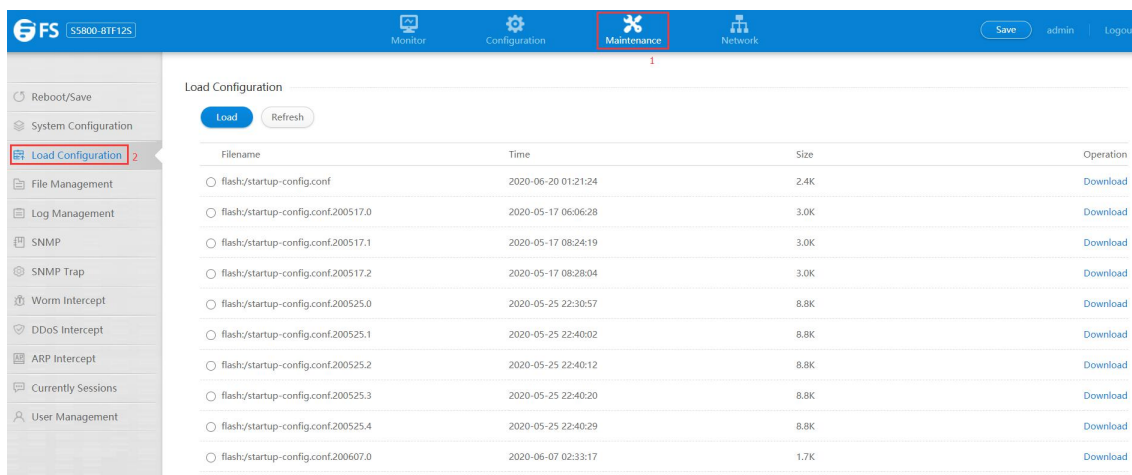 FS S5800-8TF12S
Monitor
Configuration
Maintenance
Network
Save admin Logou
1
Reboot/Save
System Configuration
Load Configuration 2
File Management
Log Management
SNMP
SNMP Trap
Worm Intercept
DDoS Intercept
ARP Intercept
Currently Sessions
User Management
Load Configuration
Load Refresh
Filename Time Size Operation
flash:/startup-config.conf 2020-06-20 01:21:24 2.4K Download
flash:/startup-config.conf.200517.0 2020-05-17 06:06:28 3.0K Download
flash:/startup-config.conf.200517.1 2020-05-17 08:24:19 3.0K Download
flash:/startup-config.conf.200517.2 2020-05-17 08:28:04 3.0K Download
flash:/startup-config.conf.200525.0 2020-05-25 22:30:57 8.8K Download
flash:/startup-config.conf.200525.1 2020-05-25 22:40:02 8.8K Download
flash:/startup-config.conf.200525.2 2020-05-25 22:40:12 8.8K Download
flash:/startup-config.conf.200525.3 2020-05-25 22:40:20 8.8K Download
flash:/startup-config.conf.200525.4 2020-05-25 22:40:29 8.8K Download
flash:/startup-config.conf.200607.0 2020-06-07 02:33:17 1.7K Download